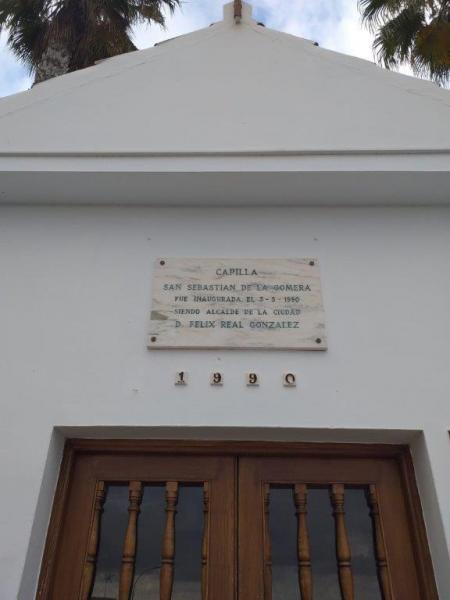 CAPILLA
SAN SEBASTIAN DE LA GOMERA
FUE INAUGURADA EL 3-5-1990
SIENDO ALCALDE DE LA CIUDAD
D. FELIX REAL GONZALEZ
1990